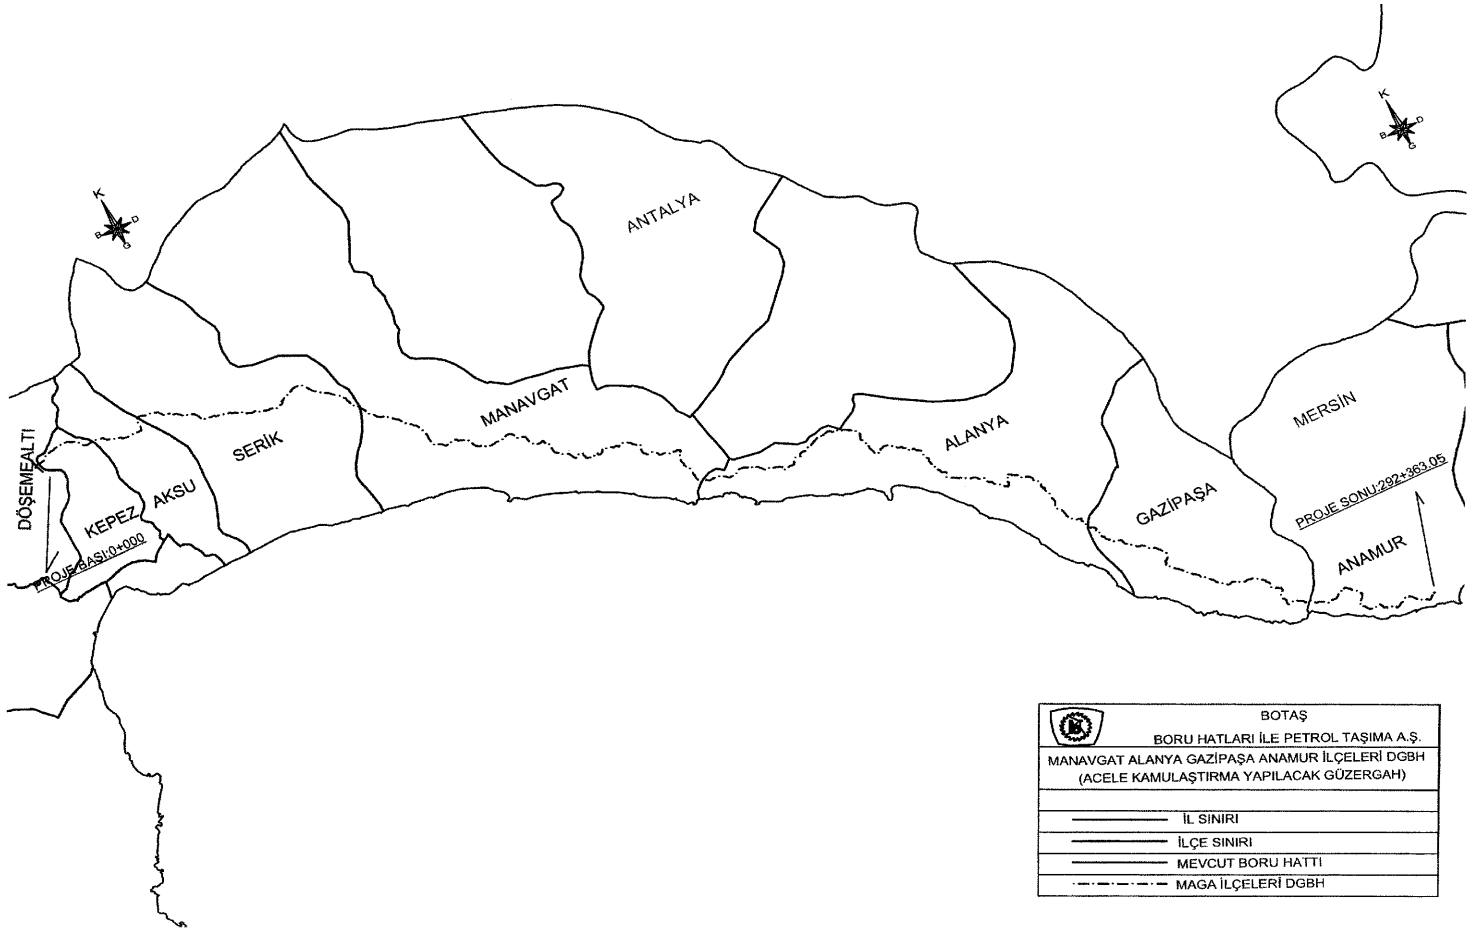 K
D
B
G
K
D
B
G
ANTALYA
MERSİN
MANAVGAT
SERİK
ALANYA
DÖŞEMEALTI
KEPEZ
AKSU
GAZİPAŞA
ANAMUR
PROJE BAŞI:0+000
PROJE SONU:292+363.05
BOTAŞ
BORU HATLARI İLE PETROL TAŞIMA A.Ş.
MANAVGAT ALANYA GAZİPAŞA ANAMUR İLÇELERİ DGBH
(ACELE KAMULAŞTIRMA YAPILACAK GÜZERGAH)
İL SINIRI
İLÇE SINIRI
MEVCUT BORU HATTI
MAGA İLÇELERİ DGBH